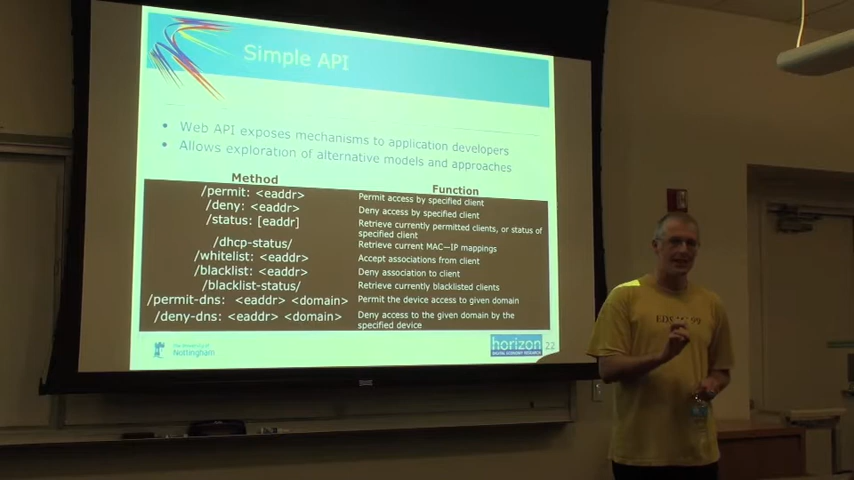 Simple API
• Web API exposes mechanisms to application developers
• Allows exploration of alternative models and approaches
Method Function
/permit: <eaddr> Permit access by specified client
/deny: <eaddr> Deny access by specified client
/status: [eaddr] Retrieve currently permitted clients, or status of
specified client
/dhcp-status/ Retrieve current MAC—IP mappings
/whitelist: <eaddr> Accept associations from client
/blacklist: <eaddr> Deny association to client
/blacklist-status/ Retrieve currently blacklisted clients
/permit-dns: <eaddr> <domain> Permit the device access to given domain
/deny-dns: <eaddr> <domain> Deny access to the given domain by the
specified device
The University of
Nottingham
horizon 22
DIGITAL ECONOMY RESEARCH